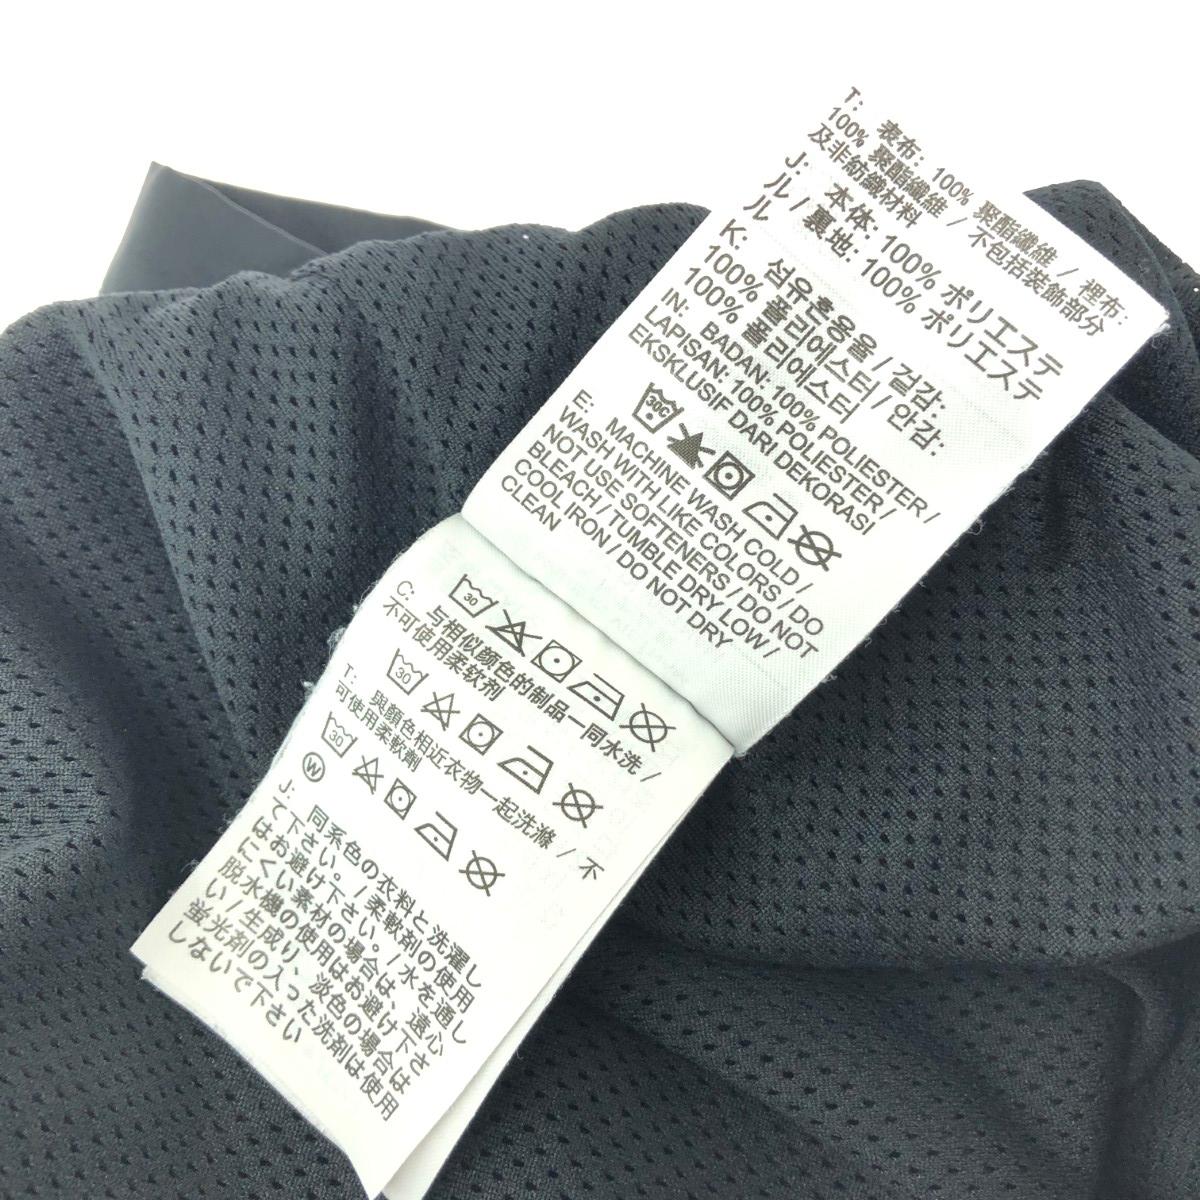 T: 表布: 100% 聚酯纖維 / 裡布:
100% 聚酯纖維 / 不包括裝飾部分
及非紡織材料
J: 本体: 100% ポリエステ
ル / 裏地: 100% ポリエステ
ル
K: 섬유혼용율 / 겉감:
100% 폴리에스터 / 안감:
100% 폴리에스터
IN: BADAN: 100% POLIESTER /
LAPISAN: 100% POLIESTER /
EKSKLUSIF DARI DEKORASI
30C
E: MACHINE WASH COLD /
WASH WITH LIKE COLORS / DO
NOT USE SOFTENERS / DO NOT
BLEACH / TUMBLE DRY LOW /
COOL IRON / DO NOT DRY
CLEAN
30
C: 与相似颜色的制品一同水洗 /
不可使用柔软剂
30
T: 與顏色相近衣物一起洗滌 / 不
可使用柔軟劑
30
W
J: 同系色の衣料と洗濯し
て下さい。/ 柔軟剤の使用
はお避け下さい。/ 水を通し
にくい素材の場合は、遠心
脱水機の使用はお避け下さ
い / 生成り、淡色の場合は
蛍光剤の入った洗剤は使用
しないで下さい